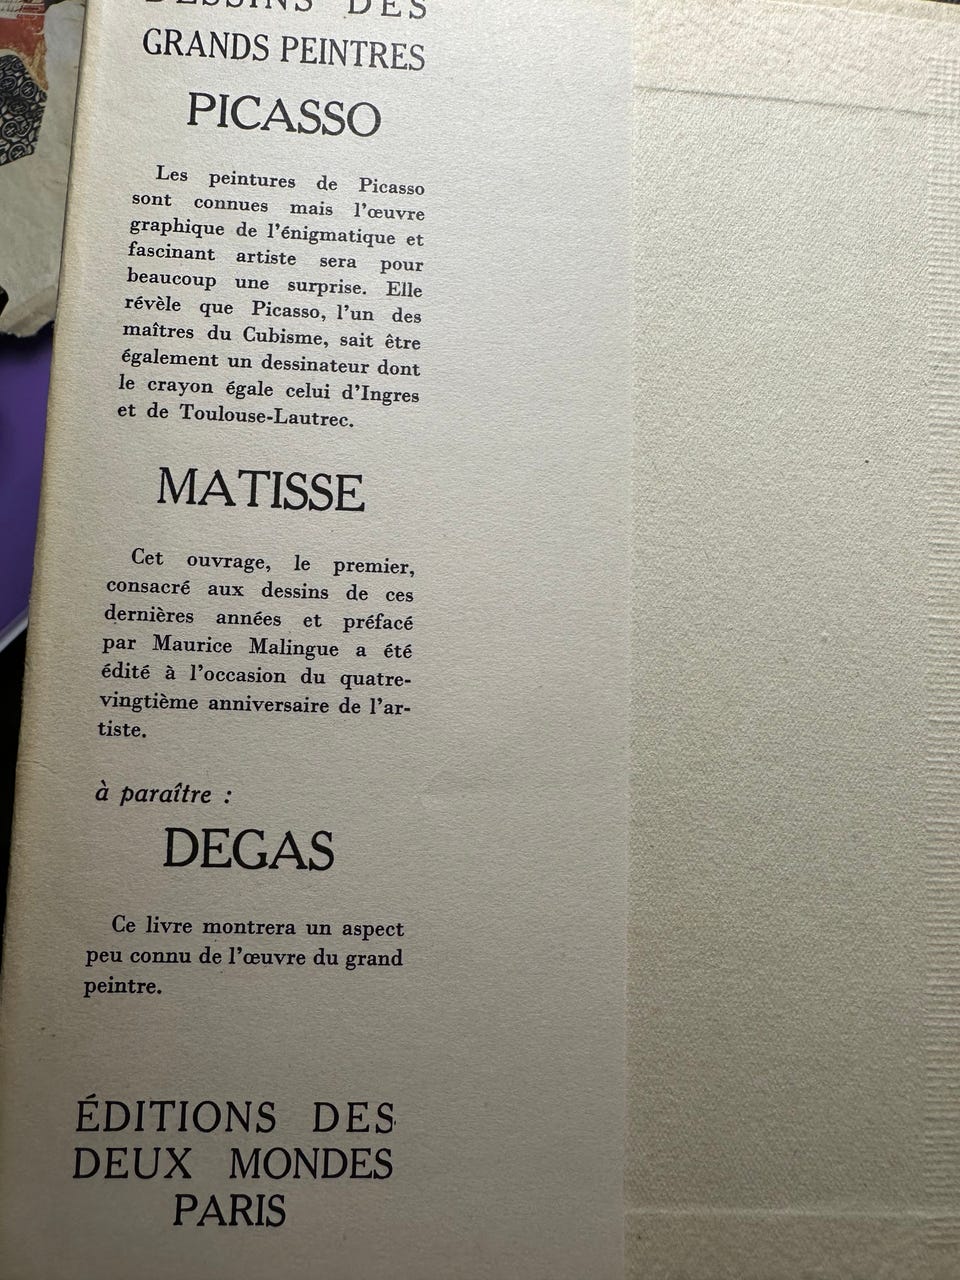 DESSINS DES
GRANDS PEINTRES
PICASSO
Les peintures de Picasso
sont connues mais l'œuvre
graphique de l'énigmatique et
fascinant artiste sera pour
beaucoup une surprise. Elle
révèle que Picasso, l'un des
maîtres du Cubisme, sait être
également un dessinateur dont
le crayon égale celui d'Ingres
et de Toulouse-Lautrec.
MATISSE
Cet ouvrage, le premier,
consacré aux dessins de ces
dernières années et préfacé
par Maurice Malingue a été
édité à l'occasion du quatre-
vingtième anniversaire de l'ar-
tiste.
à paraître :
DEGAS
Ce livre montrera un aspect
peu connu de l'œuvre du grand
peintre.
ÉDITIONS DES
DEUX MONDES
PARIS